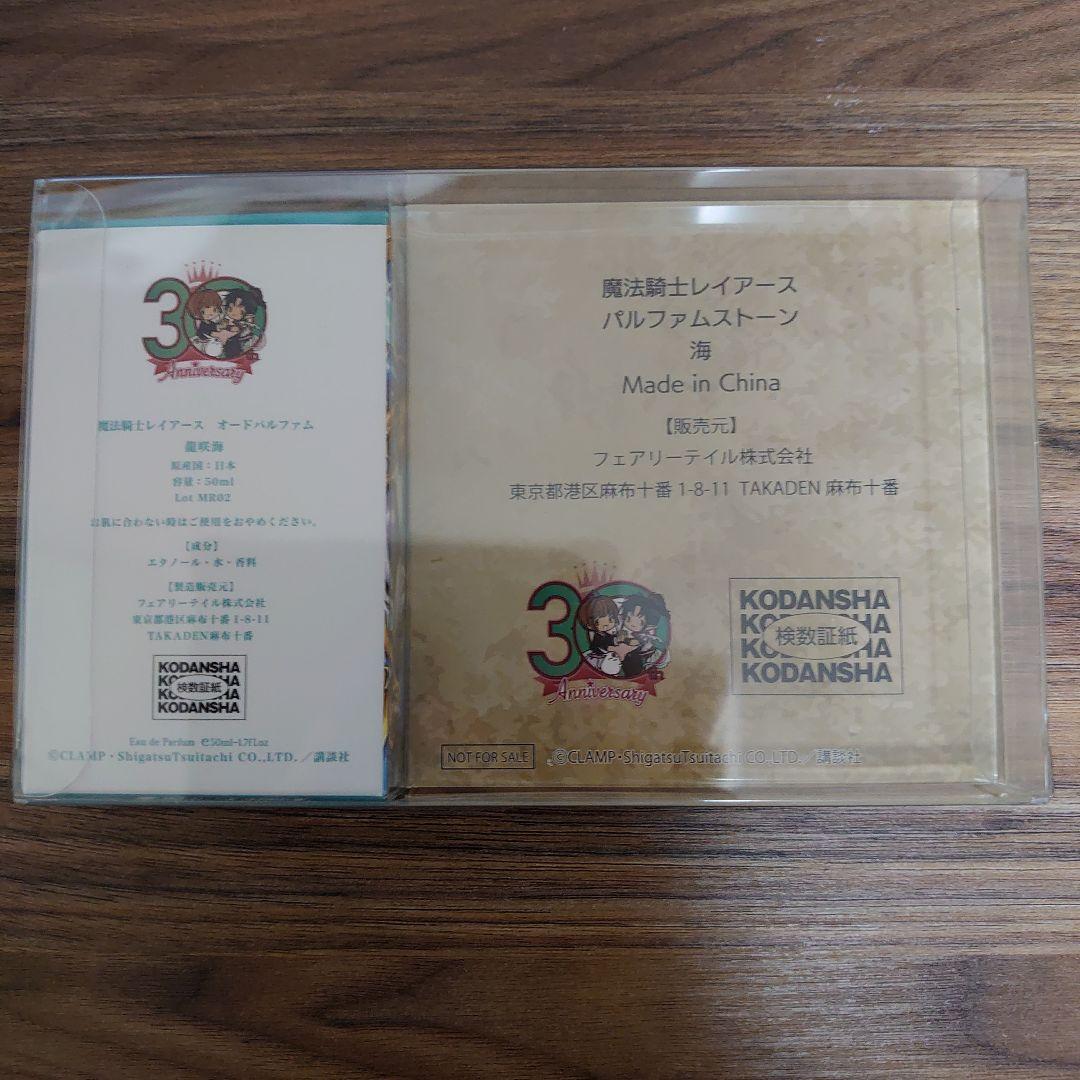 30
Anniversary
魔法騎士レイアース オードパルファム
龍咲海
原産国:日本
容量:50ml
Lot MR02
お肌に合わない時はご使用をおやめください。
【成分】
エタノール・水・香料
【製造販売元】
フェアリーテイル株式会社
東京都港区麻布十番1-8-11
TAKADEN麻布十番
KODANSHA
KODANSHA
検数証紙
KODANSHA
KODANSHA
Eau de Parfum ℮50ml-1.7fl.oz
©CLAMP・ShigatsuTsuitachi CO.,LTD.／講談社
魔法騎士レイアース
パルファムストーン
海
Made in China
【販売元】
フェアリーテイル株式会社
東京都港区麻布十番1-8-11 TAKADEN 麻布十番
30
Anniversary
KODANSHA
KODANSHA
検数証紙
KODANSHA
KODANSHA
NOT FOR SALE ©CLAMP・ShigatsuTsuitachi CO.,LTD.／講談社